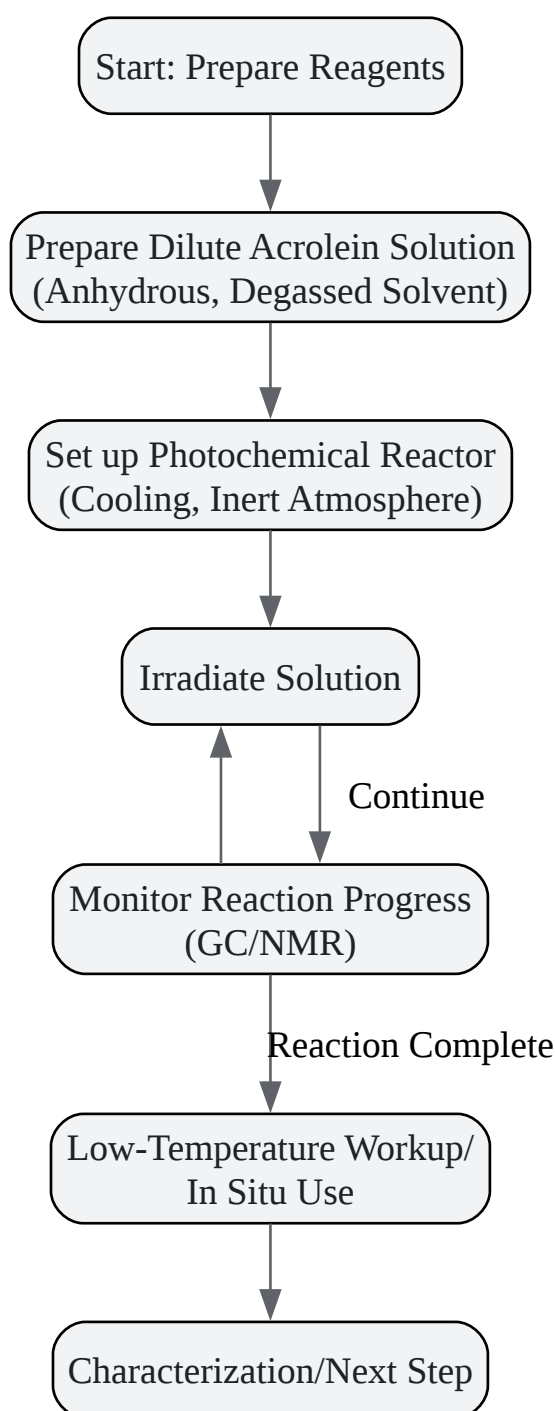 Start: Prepare Reagents
Prepare Dilute Acrolein Solution
(Anhydrous, Degassed Solvent)
Set up Photochemical Reactor
(Cooling, Inert Atmosphere)
Irradiate Solution
Continue
Monitor Reaction Progress
(GC/NMR)
Reaction Complete
Low-Temperature Workup/
In Situ Use
Characterization/Next Step